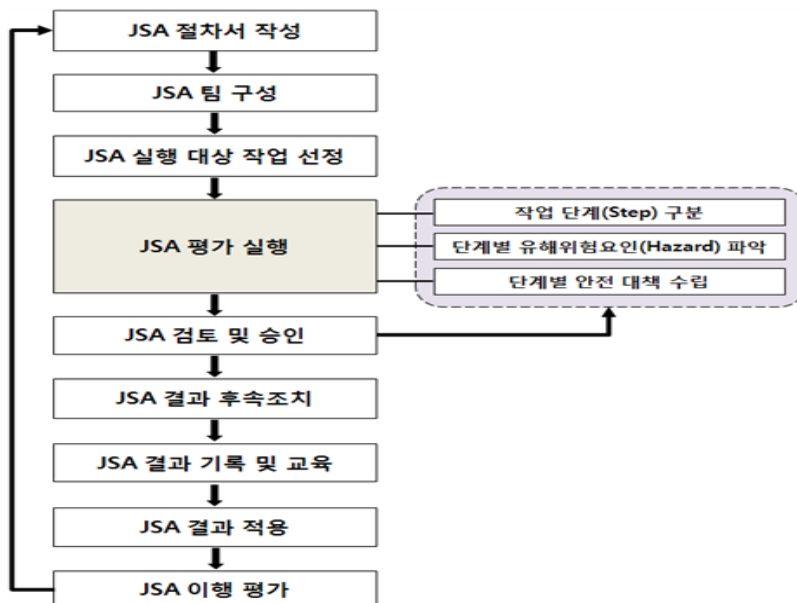 JSA 절차서 작성
JSA 팀 구성
JSA 실행 대상 작업 선정
JSA 평가 실행
작업 단계(Step) 구분
단계별 유해위험요인(Hazard) 파악
단계별 안전 대책 수립
JSA 검토 및 승인
JSA 결과 후속조치
JSA 결과 기록 및 교육
JSA 결과 적용
JSA 이행 평가